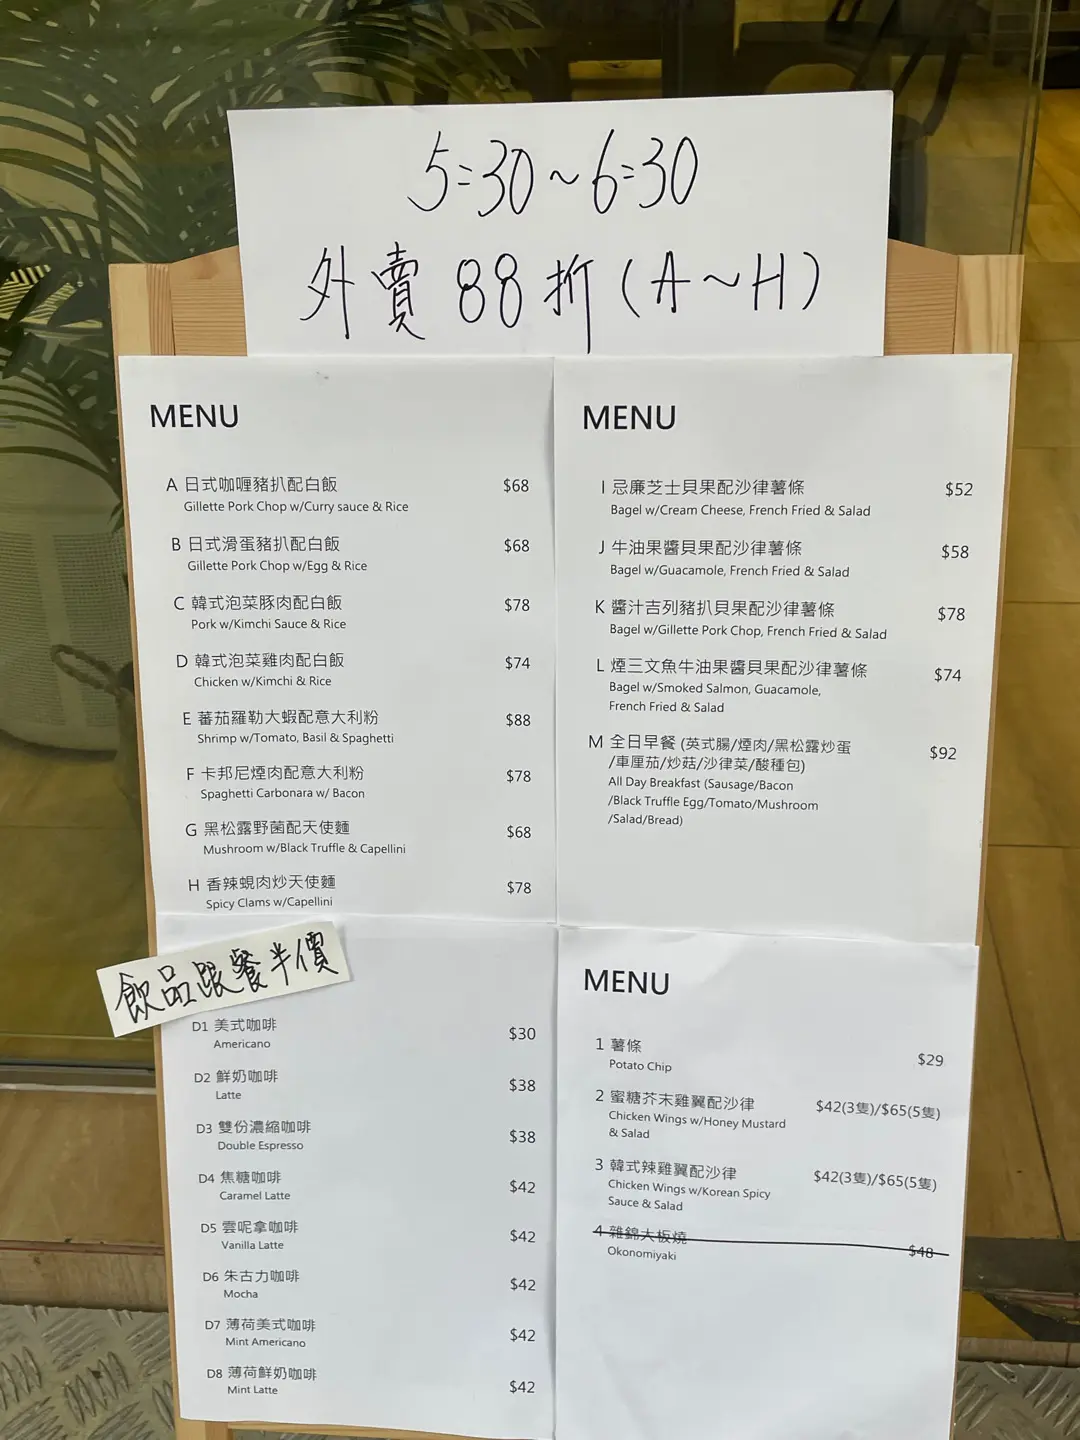 5:30~6:30
外賣 88折(A~H)
MENU
A 日式咖喱豬扒配白飯 $68
Gillette Pork Chop w/Curry sauce & Rice
B 日式滑蛋豬扒配白飯 $68
Gillette Pork Chop w/Egg & Rice
C 韓式泡菜豚肉配白飯 $78
Pork w/Kimchi Sauce & Rice
D 韓式泡菜雞肉配白飯 $74
Chicken w/Kimchi & Rice
E 蕃茄羅勒大蝦配意大利粉 $88
Shrimp w/Tomato, Basil & Spaghetti
F 卡邦尼煙肉配意大利粉 $78
Spaghetti Carbonara w/ Bacon
G 黑松露野菌配天使麵 $68
Mushroom w/Black Truffle & Capellini
H 香辣蜆肉炒天使麵 $78
Spicy Clams w/Capellini
MENU
I 忌廉芝士貝果配沙律薯條 $52
Bagel w/Cream Cheese, French Fried & Salad
J 牛油果醬貝果配沙律薯條 $58
Bagel w/Guacamole, French Fried & Salad
K 醬汁吉列豬扒貝果配沙律薯條 $78
Bagel w/Gillette Pork Chop, French Fried & Salad
L 煙三文魚牛油果醬貝果配沙律薯條 $74
Bagel w/Smoked Salmon, Guacamole,
French Fried & Salad
M 全日早餐 (英式腸/煙肉/黑松露炒蛋 $92
/車厘茄/炒菇/沙律菜/酸種包)
All Day Breakfast (Sausage/Bacon
/Black Truffle Egg/Tomato/Mushroom
/Salad/Bread)
飲品跟餐半價
D1 美式咖啡 $30
Americano
D2 鮮奶咖啡 $38
Latte
D3 雙份濃縮咖啡 $38
Double Espresso
D4 焦糖咖啡 $42
Caramel Latte
D5 雲呢拿咖啡 $42
Vanilla Latte
D6 朱古力咖啡 $42
Mocha
D7 薄荷美式咖啡 $42
Mint Americano
D8 薄荷鮮奶咖啡 $42
Mint Latte
MENU
1 薯條 $29
Potato Chip
2 蜜糖芥末雞翼配沙律 $42(3隻)/$65(5隻)
Chicken Wings w/Honey Mustard
& Salad
3 韓式辣雞翼配沙律 $42(3隻)/$65(5隻)
Chicken Wings w/Korean Spicy
Sauce & Salad
4 雜錦大板燒 $48
Okonomiyaki